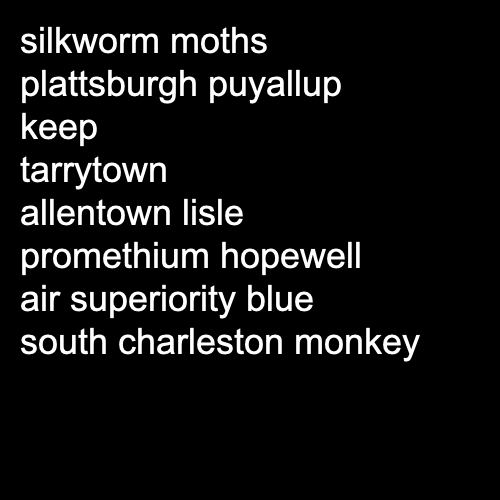 silkworm moths
plattsburgh puyallup
keep
tarrytown
allentown lisle
promethium hopewell
air superiority blue
south charleston monkey